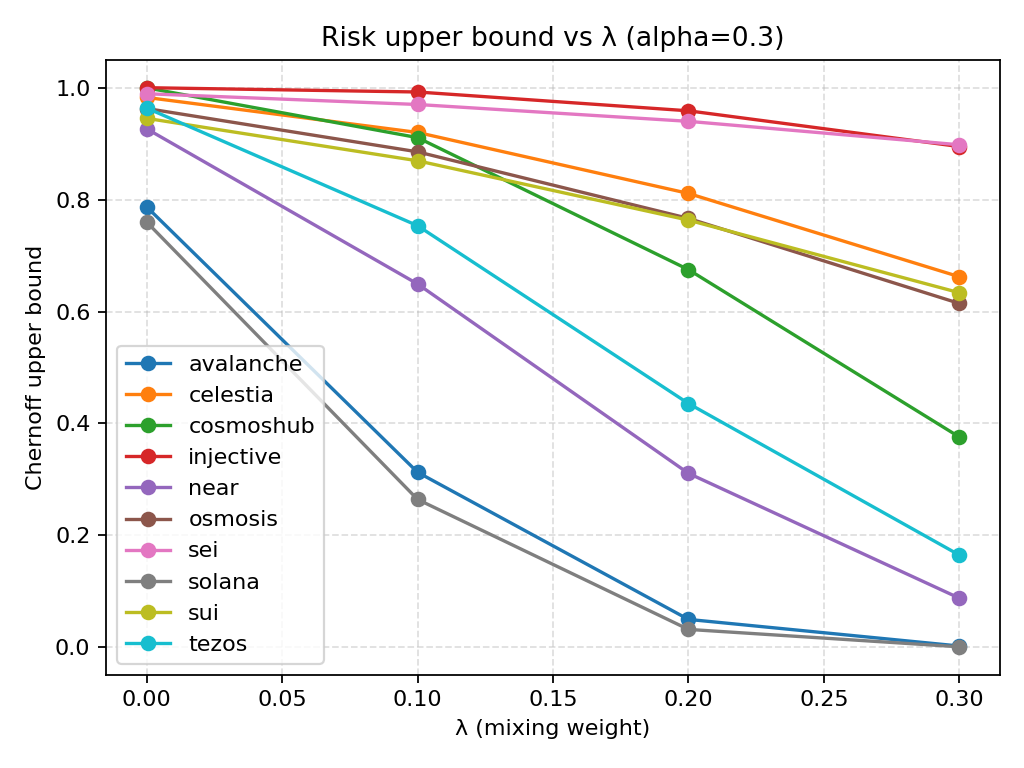 Risk upper bound vs λ (alpha=0.3)
Chernoff upper bound
1.0
0.8
0.6
0.4
0.2
0.0
avalanche
celestia
cosmoshub
injective
near
osmosis
sei
solana
sui
tezos
0.00 0.05 0.10 0.15 0.20 0.25 0.30
λ (mixing weight)